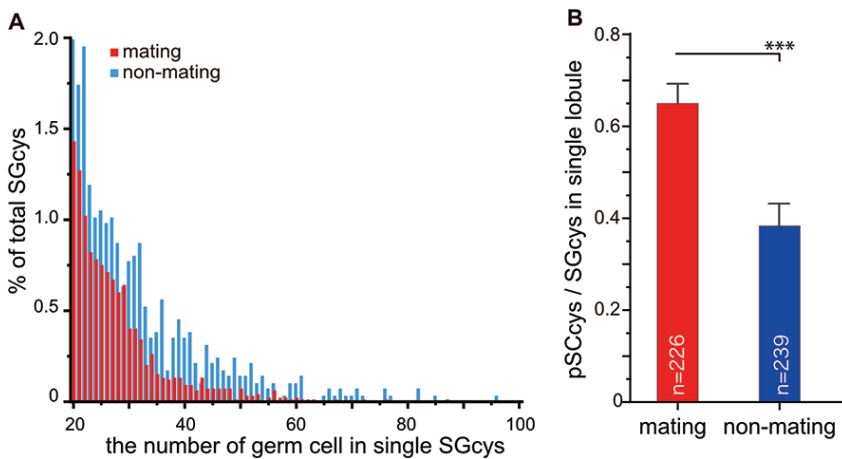 A
2.0
1.5
1.0
0.5
0
% of total SGcys
mating
non-mating
20 40 60 80 100
the number of germ cell in single SGcys
B
0.8
0.6
0.4
0.2
0
pSCcys / SGcys in single lobule
***
n=226
n=239
mating non-mating